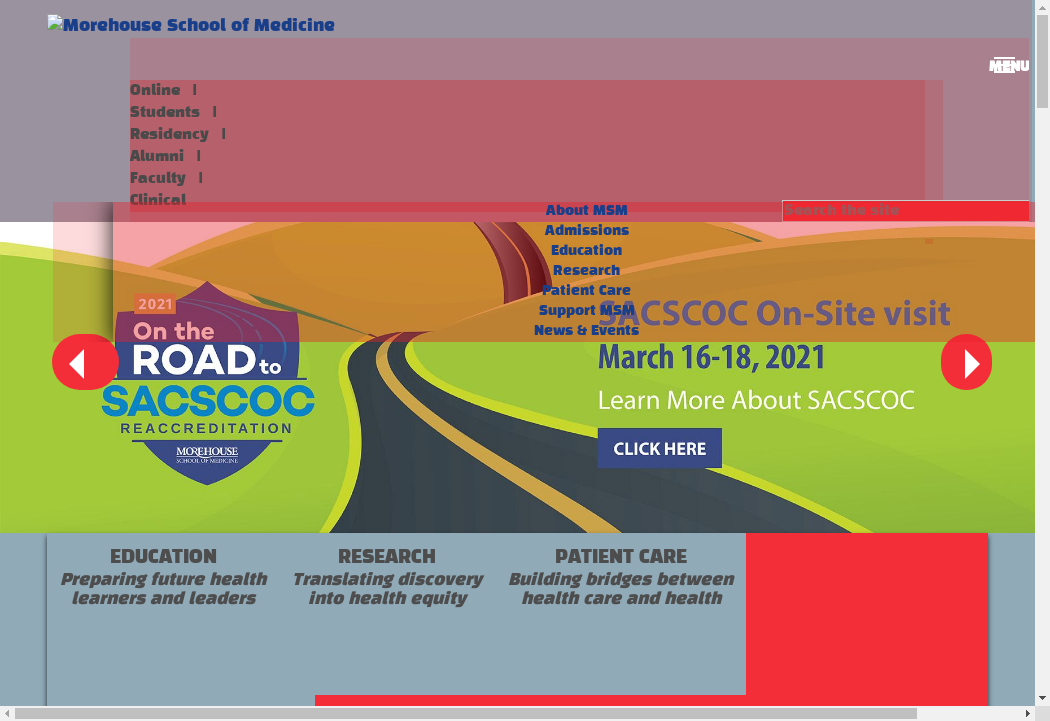 Morehouse School of Medicine
MENU
Online |
Students |
Residency |
Alumni |
Faculty |
Clinical
Search the site
About MSM
Admissions
Education
Research
Patient Care
Support MSM
News & Events
2021
On the
ROAD to
SACSCOC
REACCREDITATION
MOREHOUSE
SCHOOL OF MEDICINE
SACSCOC On-Site visit
March 16-18, 2021
Learn More About SACSCOC
CLICK HERE
EDUCATION
Preparing future health
learners and leaders
RESEARCH
Translating discovery
into health equity
PATIENT CARE
Building bridges between
health care and health